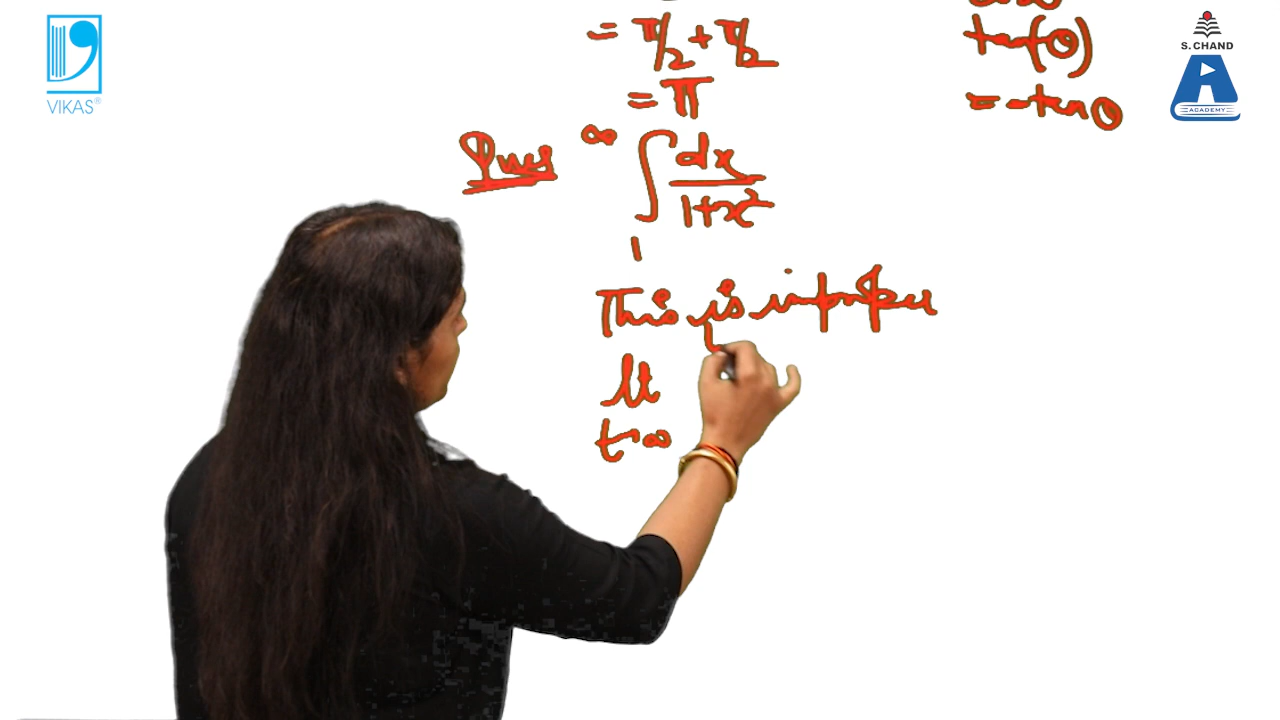 VIKAS®
S. CHAND
ACADEMY
= π/2 + π/2
= π
tan(θ)
= -tanθ
Ques ∞ ∫ dx
1+x²
1
This is improper
lt
t→∞